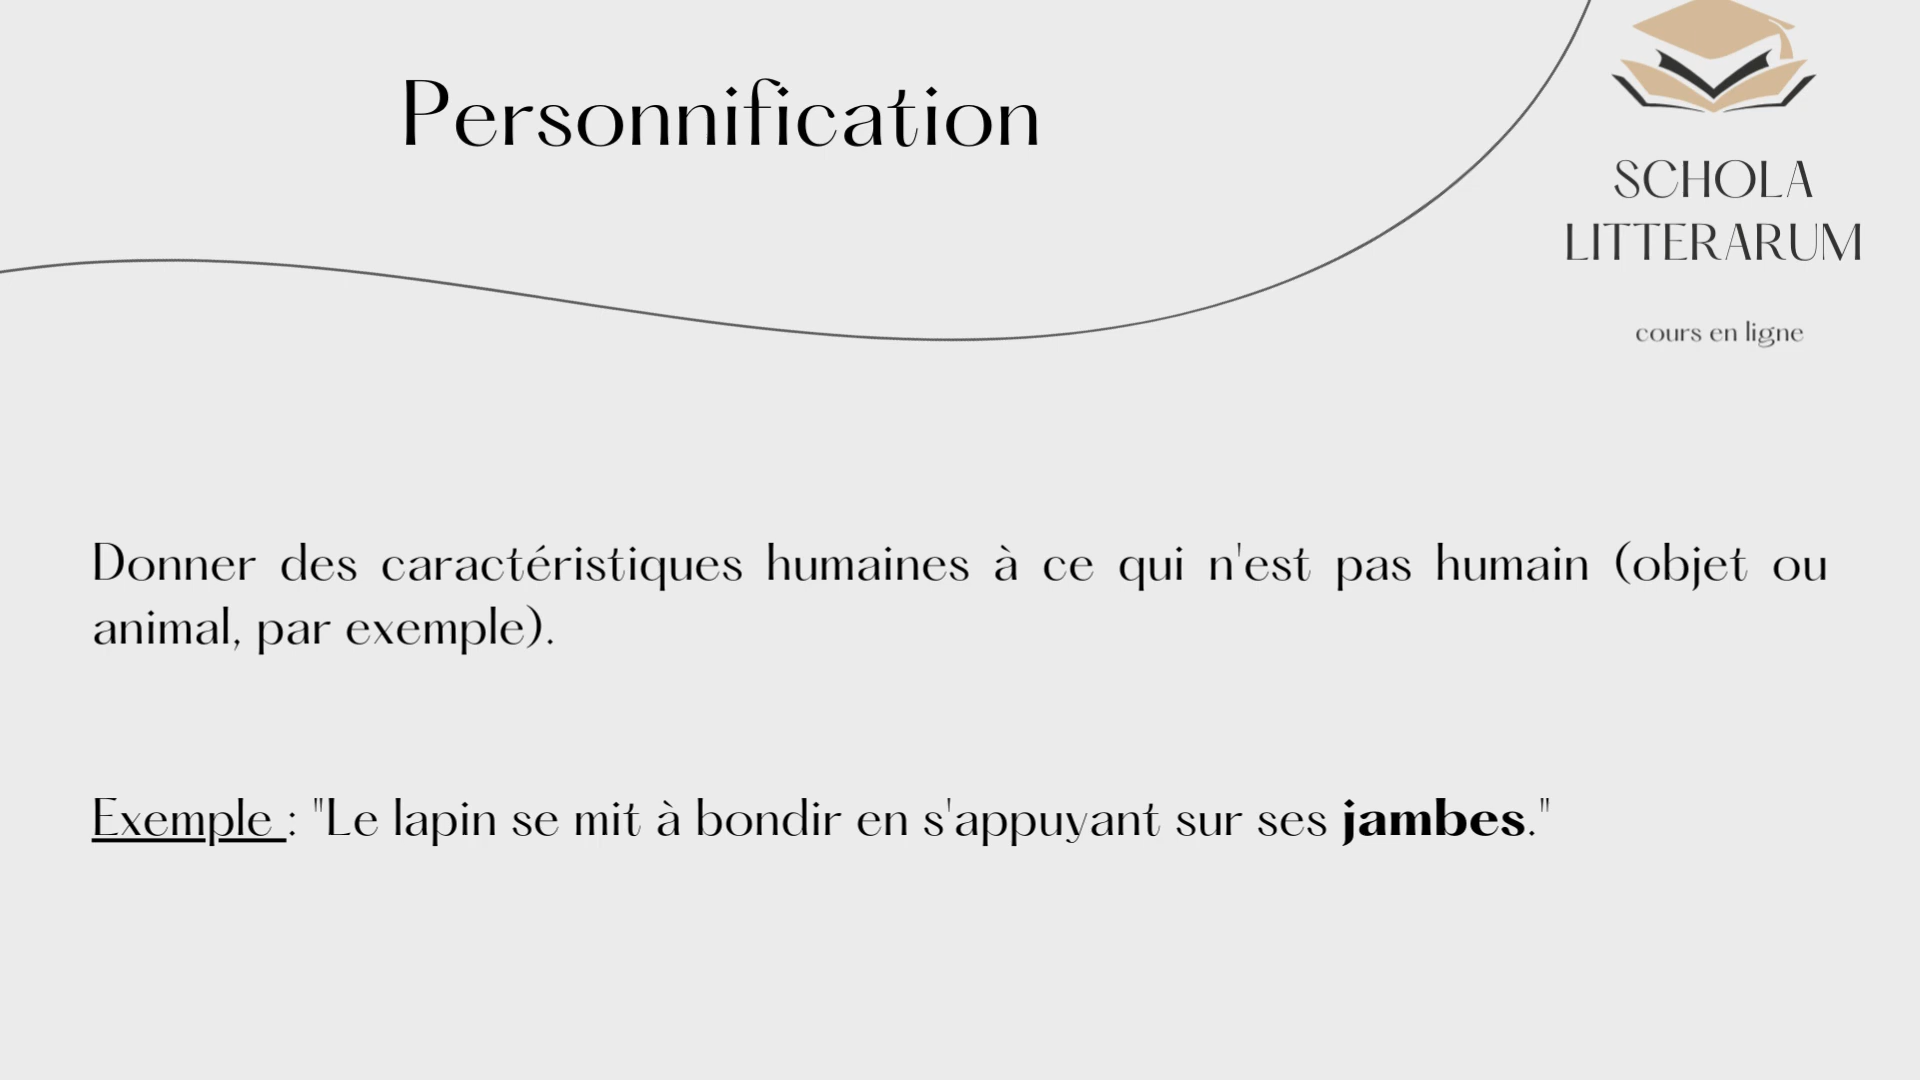 Personnification
SCHOLA
LITTERARUM
cours en ligne
Donner des caractéristiques humaines à ce qui n'est pas humain (objet ou
animal, par exemple).
Exemple : "Le lapin se mit à bondir en s'appuyant sur ses jambes."